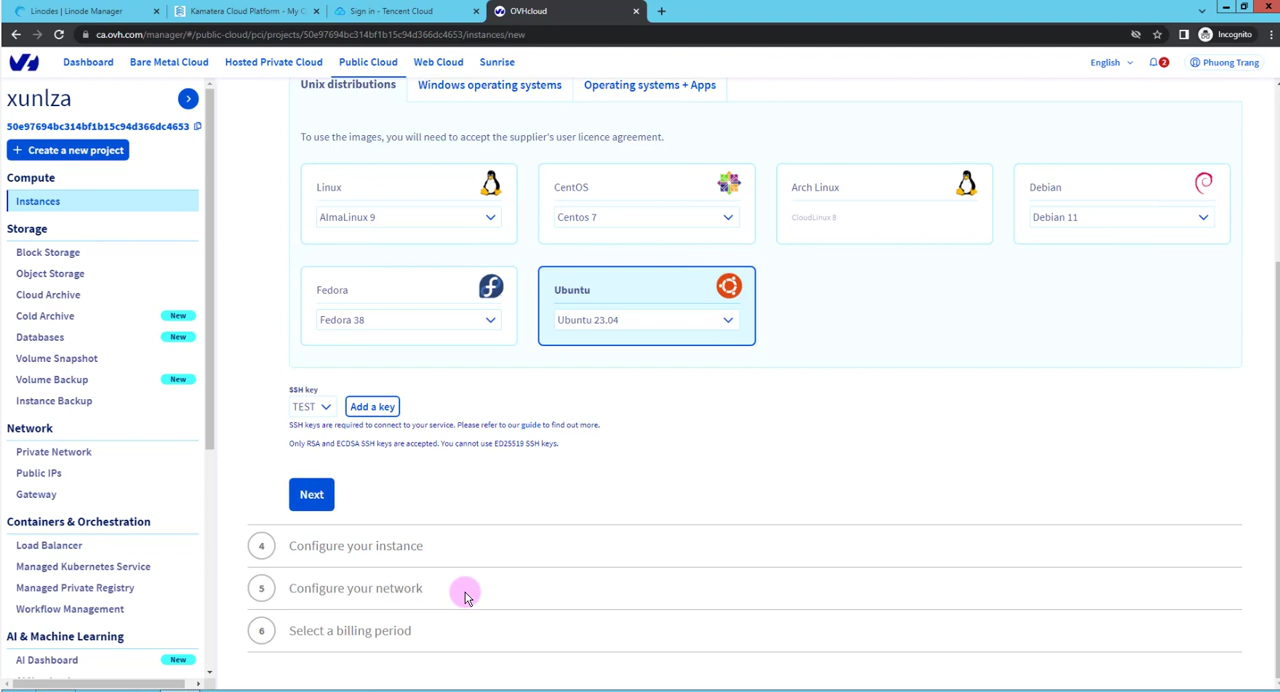 Linodes | Linode Manager
Kamatera Cloud Platform - My C
Sign in - Tencent Cloud
OVHcloud
ca.ovh.com/manager/#/public-cloud/pci/projects/50e97694bc314bf1b15c94d366dc4653/instances/new
Incognito
Dashboard
Bare Metal Cloud
Hosted Private Cloud
Public Cloud
Web Cloud
Sunrise
English
2
Phuong Trang
xunlza
50e97694bc314bf1b15c94d366dc4653
+ Create a new project
Compute
Instances
Storage
Block Storage
Object Storage
Cloud Archive
Cold Archive New
Databases New
Volume Snapshot
Volume Backup New
Instance Backup
Network
Private Network
Public IPs
Gateway
Containers & Orchestration
Load Balancer
Managed Kubernetes Service
Managed Private Registry
Workflow Management
AI & Machine Learning
AI Dashboard New
Unix distributions
Windows operating systems
Operating systems + Apps
To use the images, you will need to accept the supplier's user licence agreement.
Linux
AlmaLinux 9
CentOS
Centos 7
Arch Linux
CloudLinux 8
Debian
Debian 11
Fedora
Fedora 38
Ubuntu
Ubuntu 23.04
SSH key
TEST
Add a key
SSH keys are required to connect to your service. Please refer to our guide to find out more.
Only RSA and ECDSA SSH keys are accepted. You cannot use ED25519 SSH keys.
Next
4 Configure your instance
5 Configure your network
6 Select a billing period